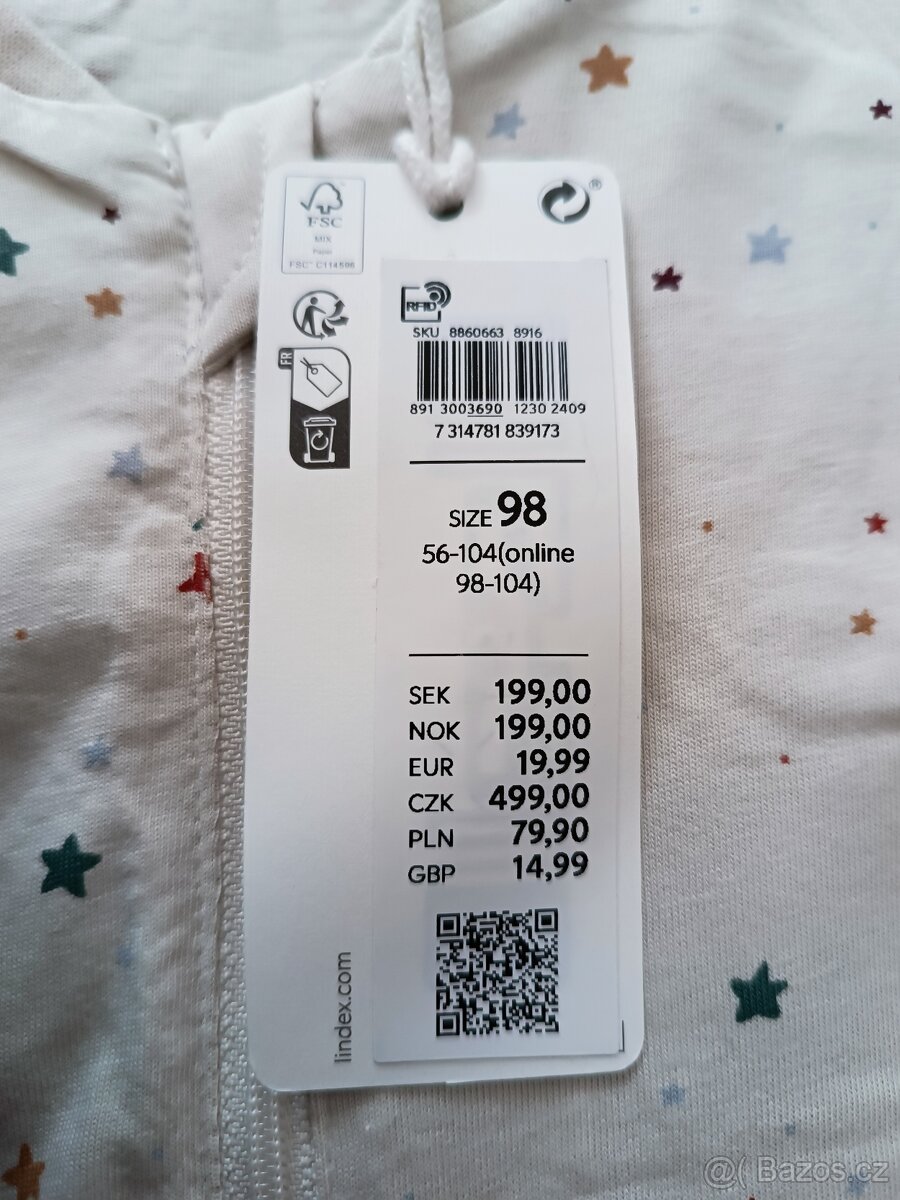 FSC
MIX
Paper
FSC™ C114596
®
FR
RFID
SKU 8860663 8916
891 3003690 1230 2409
7 314781 839173
SIZE 98
56-104(online
98-104)
SEK 199,00
NOK 199,00
EUR 19,99
CZK 499,00
PLN 79,90
GBP 14,99
lindex.com
@( Bazos.cz